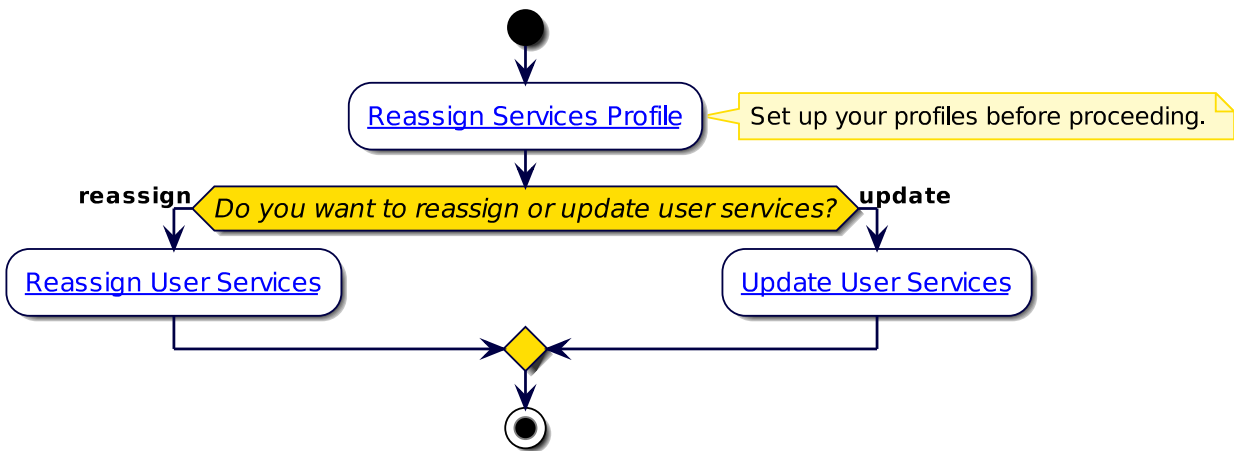 Reassign Services Profile
Set up your profiles before proceeding.
reassign
Do you want to reassign or update user services?
update
Reassign User Services
Update User Services